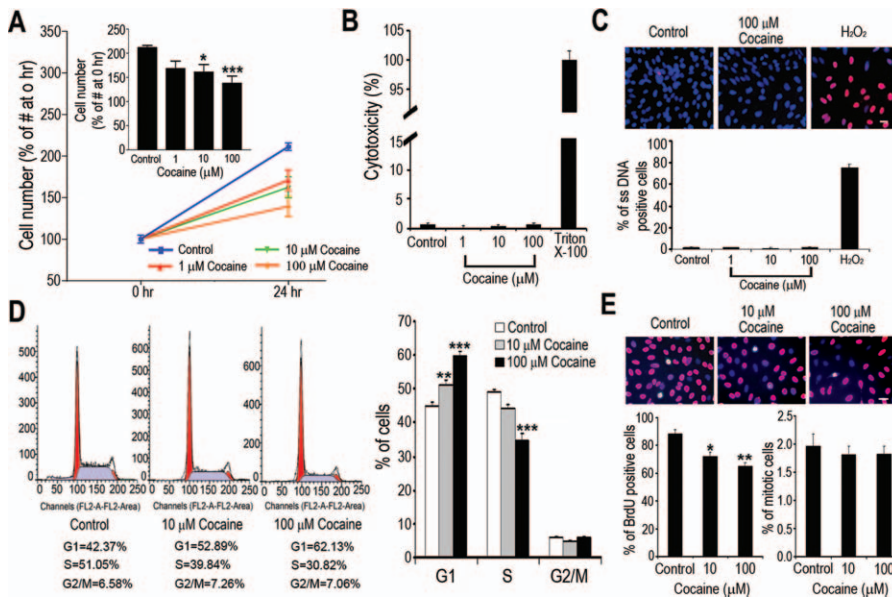 A
Cell number (% of # at o hr)
350
300
250
200
150
100
50
Cell number
(% of # at 0 hr)
250
200
150
100
50
0
*
***
Control 1 10 100
Cocaine (μM)
Control
10 μM Cocaine
1 μM Cocaine
100 μM Cocaine
0 hr
24 hr
B
Cytotoxicity (%)
100
95
15
10
5
0
Control 1 10 100 Triton
X-100
Cocaine (μM)
C
Control
100 μM
Cocaine
H₂O₂
% of ss DNA
positive cells
100
80
60
40
20
0
Control 1 10 100 H₂O₂
Cocaine (μM)
D
500
400
300
200
100
0
0 50 100 150 200 250
Channels (FL2-A-FL2-Area)
Control
G1=42.37%
S=51.05%
G2/M=6.58%
800
600
400
200
0
0 50 100 150 200 250
Channels (FL2-A-FL2-Area)
10 μM Cocaine
G1=52.89%
S=39.84%
G2/M=7.26%
800
600
400
200
0
0 50 100 150 200 250
Channels (FL2-A-FL2-Area)
100 μM Cocaine
G1=62.13%
S=30.82%
G2/M=7.06%
% of cells
70
60
50
40
30
20
10
0
Control
10 μM Cocaine
100 μM Cocaine
**
***
***
G1 S G2/M
E
Control
10 μM
Cocaine
100 μM
Cocaine
% of BrdU positive cells
100
80
60
40
20
0
*
**
Control 10 100
Cocaine (μM)
% of mitotic cells
2.5
2.0
1.5
1.0
0.5
0
Control 10 100
Cocaine (μM)